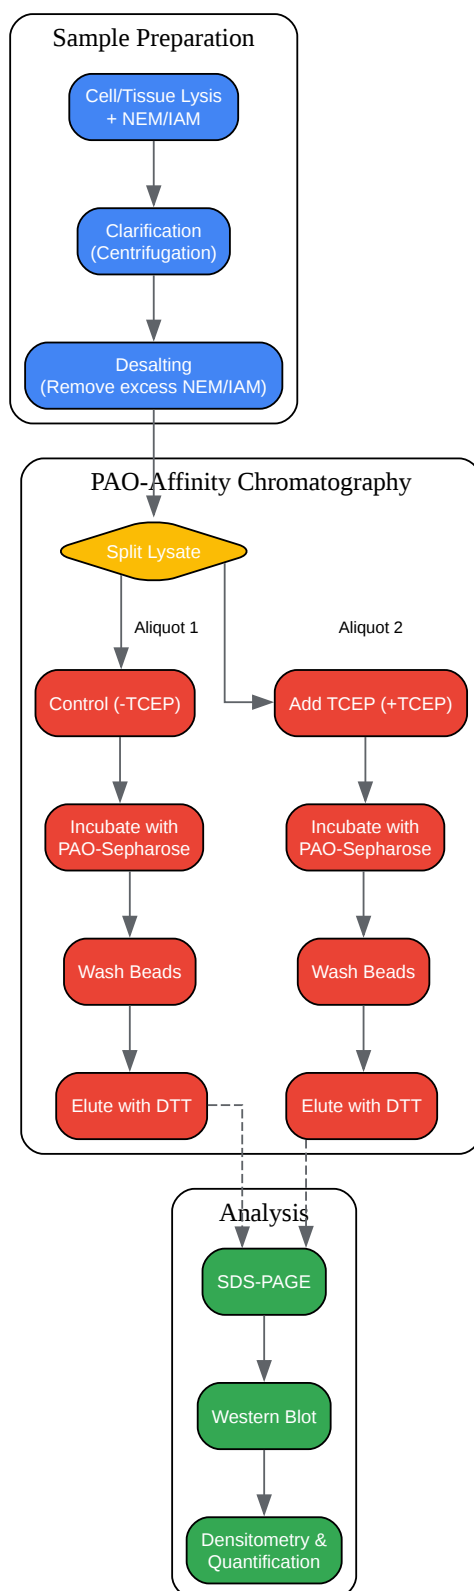 Sample Preparation
Cell/Tissue Lysis
+ NEM/IAM
Clarification
(Centrifugation)
Desalting
(Remove excess NEM/IAM)
PAO-Affinity Chromatography
Split Lysate
Aliquot 1
Aliquot 2
Control (-TCEP)
Add TCEP (+TCEP)
Incubate with
PAO-Sepharose
Incubate with
PAO-Sepharose
Wash Beads
Wash Beads
Elute with DTT
Elute with DTT
Analysis
SDS-PAGE
Western Blot
Densitometry &
Quantification